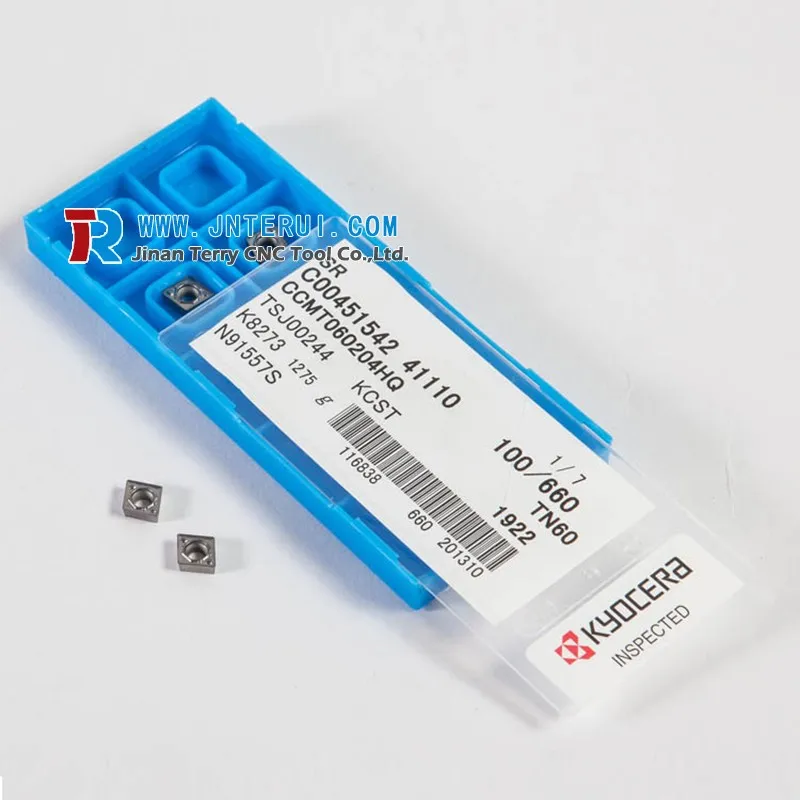 TR
WWW.JNTERUI.COM
Jinan Terry CNC Tool Co.,Ltd.
SR
C00451542 41110
CCMT060204HQ
TSJ00244 KCST
K8273 1275 g
N91557S
1/7
100/660
TN60
1922
116838 660 201310
KYOCERA
INSPECTED